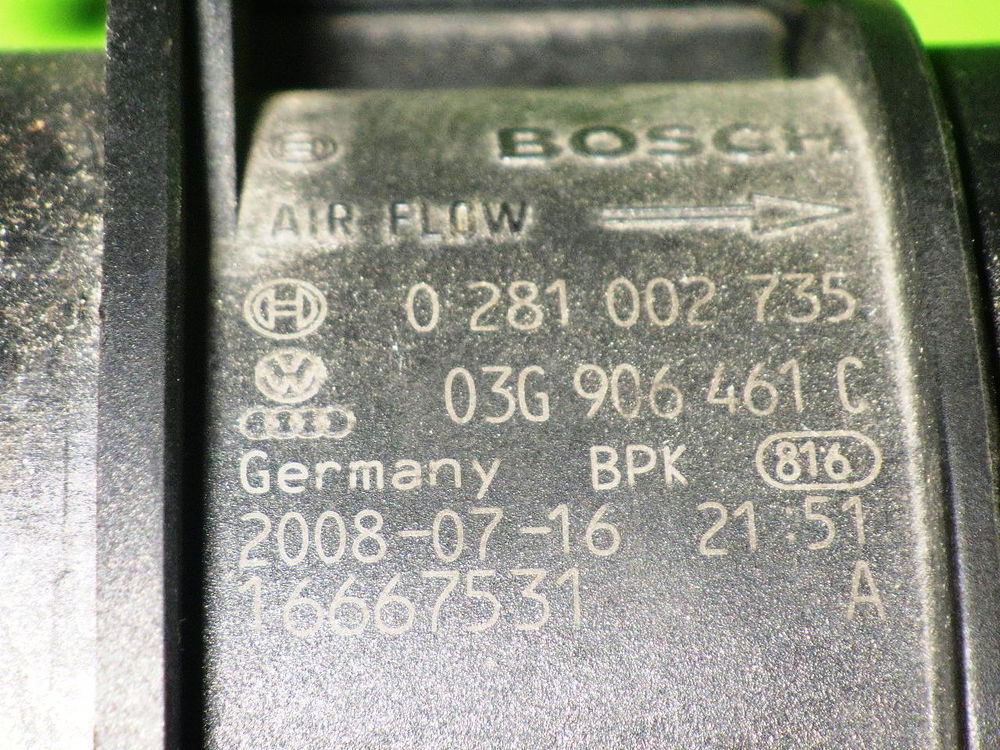 BOSCH
AIR FLOW
0 281 002 735
03G 906 461 C
Germany BPK 816
2008-07-16 21:51
16667531 A